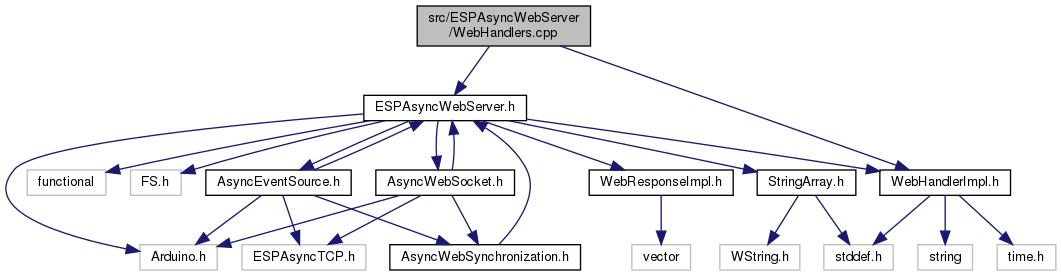 src/ESPAsyncWebServer
/WebHandlers.cpp
ESPAsyncWebServer.h
functional
FS.h
AsyncEventSource.h
AsyncWebSocket.h
WebResponseImpl.h
StringArray.h
WebHandlerImpl.h
Arduino.h
ESPAsyncTCP.h
AsyncWebSynchronization.h
vector
WString.h
stddef.h
string
time.h